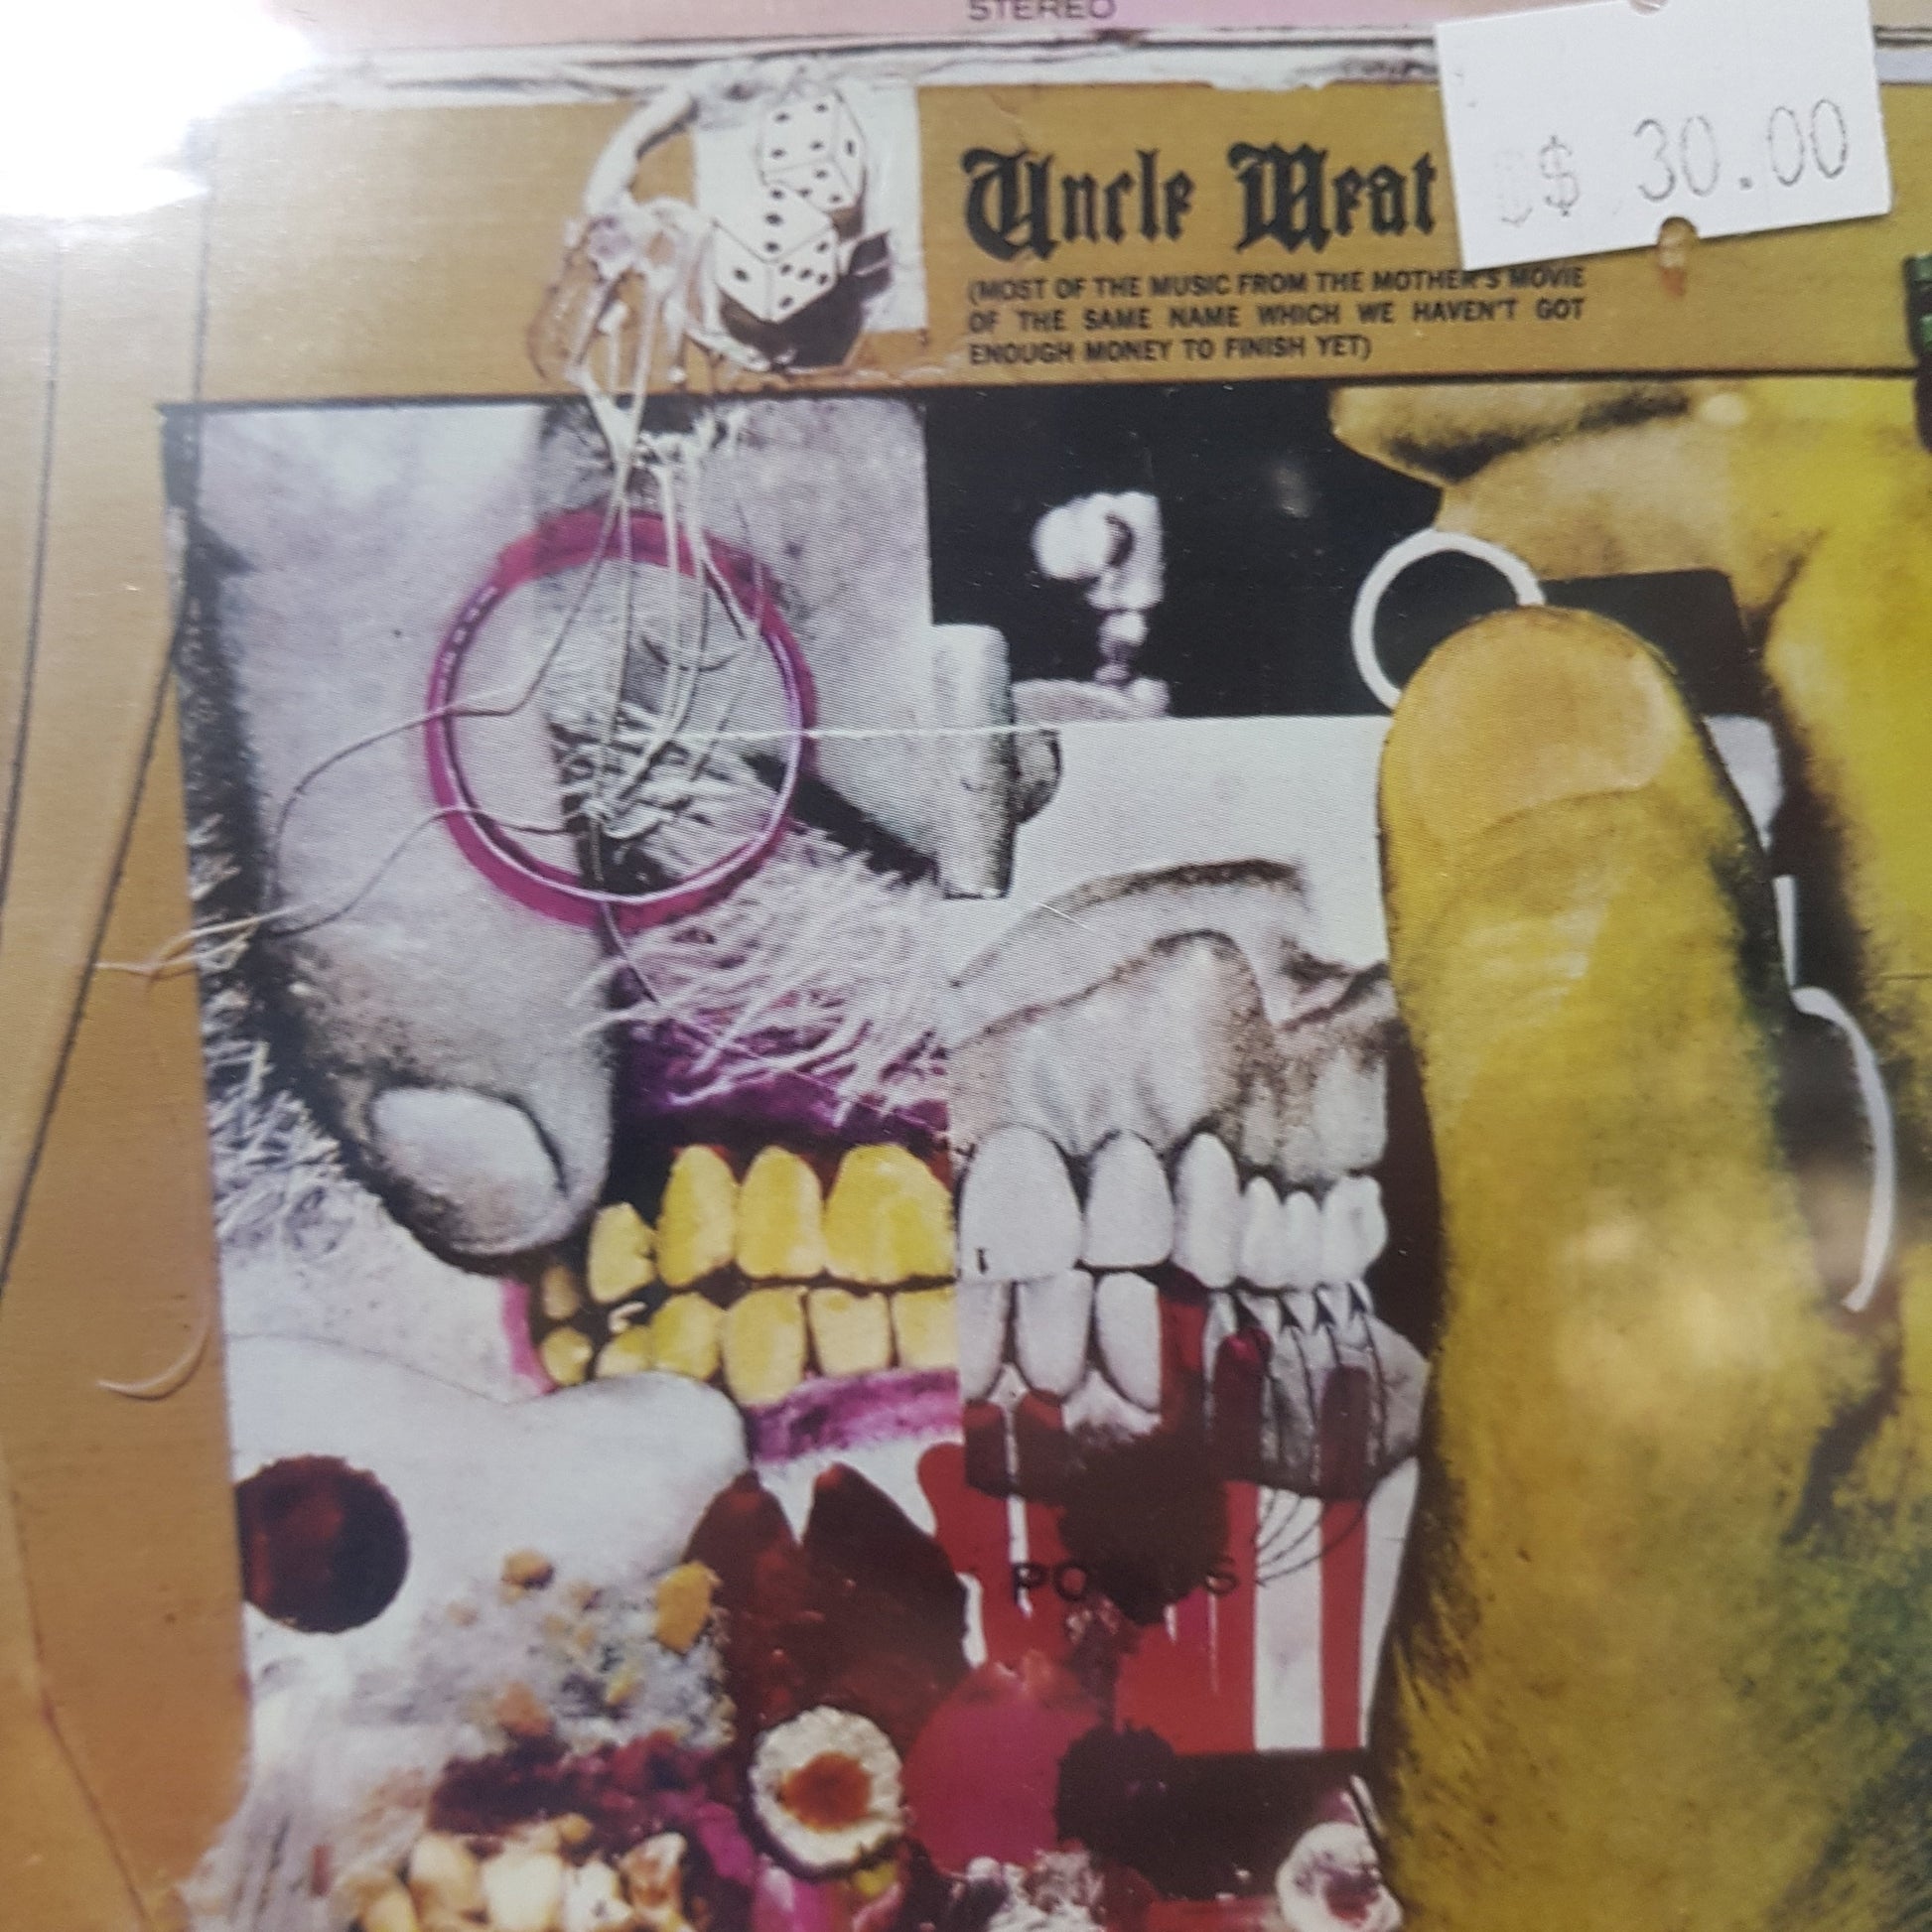 STEREO
Uncle Meat
$ 30.00
(MOST OF THE MUSIC FROM THE MOTHER'S MOVIE
OF THE SAME NAME WHICH WE HAVEN'T GOT
ENOUGH MONEY TO FINISH YET)